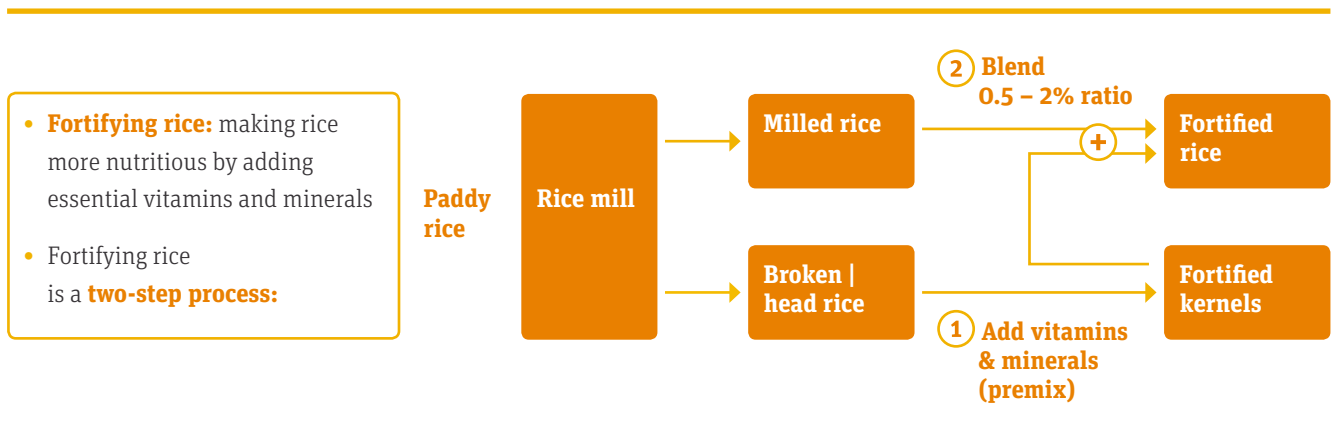 • Fortifying rice: making rice
more nutritious by adding
essential vitamins and minerals
• Fortifying rice
is a two-step process:
Paddy
rice
Rice mill
Milled rice
Broken |
head rice
2 Blend
0.5 – 2% ratio
+
1 Add vitamins
& minerals
(premix)
Fortified
rice
Fortified
kernels